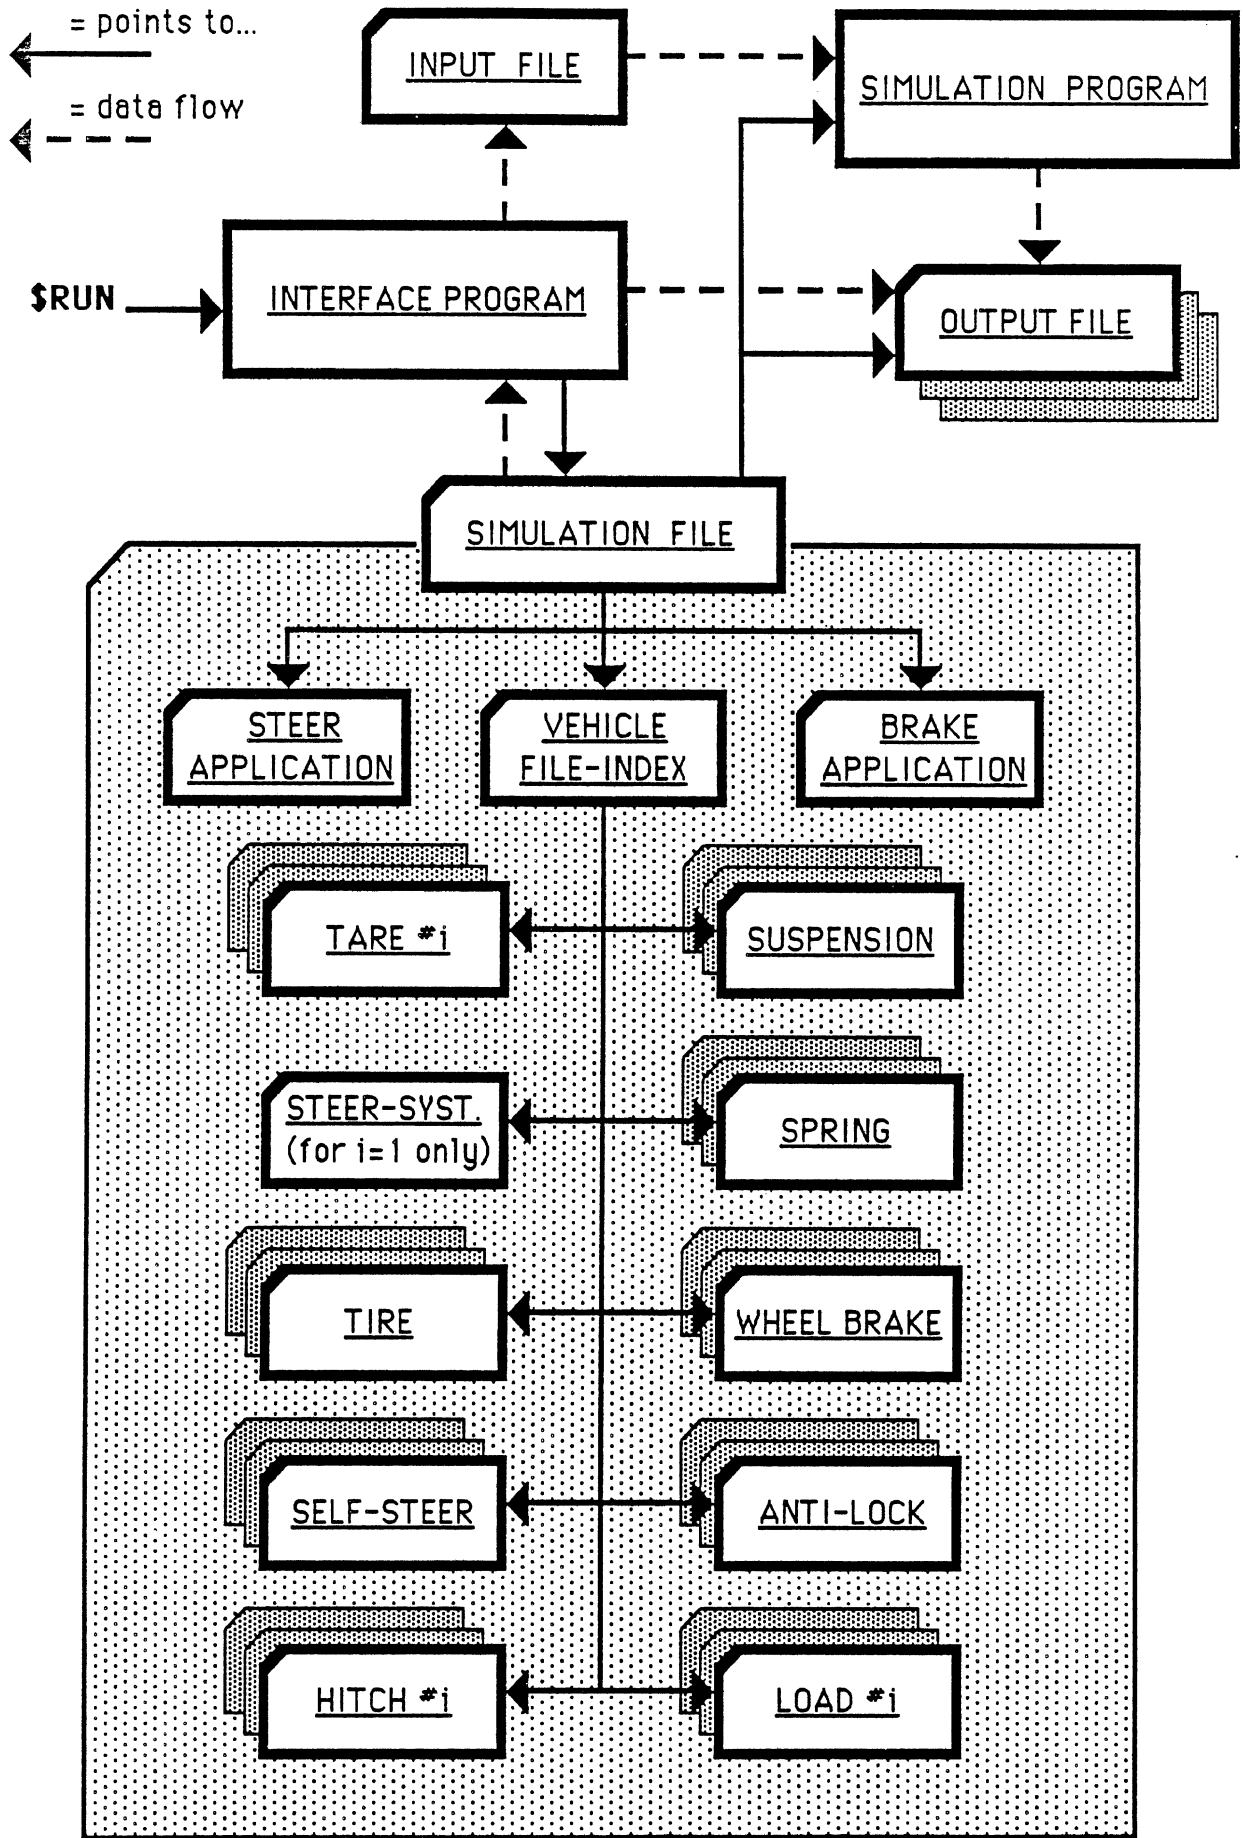 = points to...
= data flow
INPUT FILE
SIMULATION PROGRAM
$RUN
INTERFACE PROGRAM
OUTPUT FILE
SIMULATION FILE
STEER
APPLICATION
VEHICLE
FILE-INDEX
BRAKE
APPLICATION
TARE #i
SUSPENSION
STEER-SYST.
(for i=1 only)
SPRING
TIRE
WHEEL BRAKE
SELF-STEER
ANTI-LOCK
HITCH #i
LOAD #i